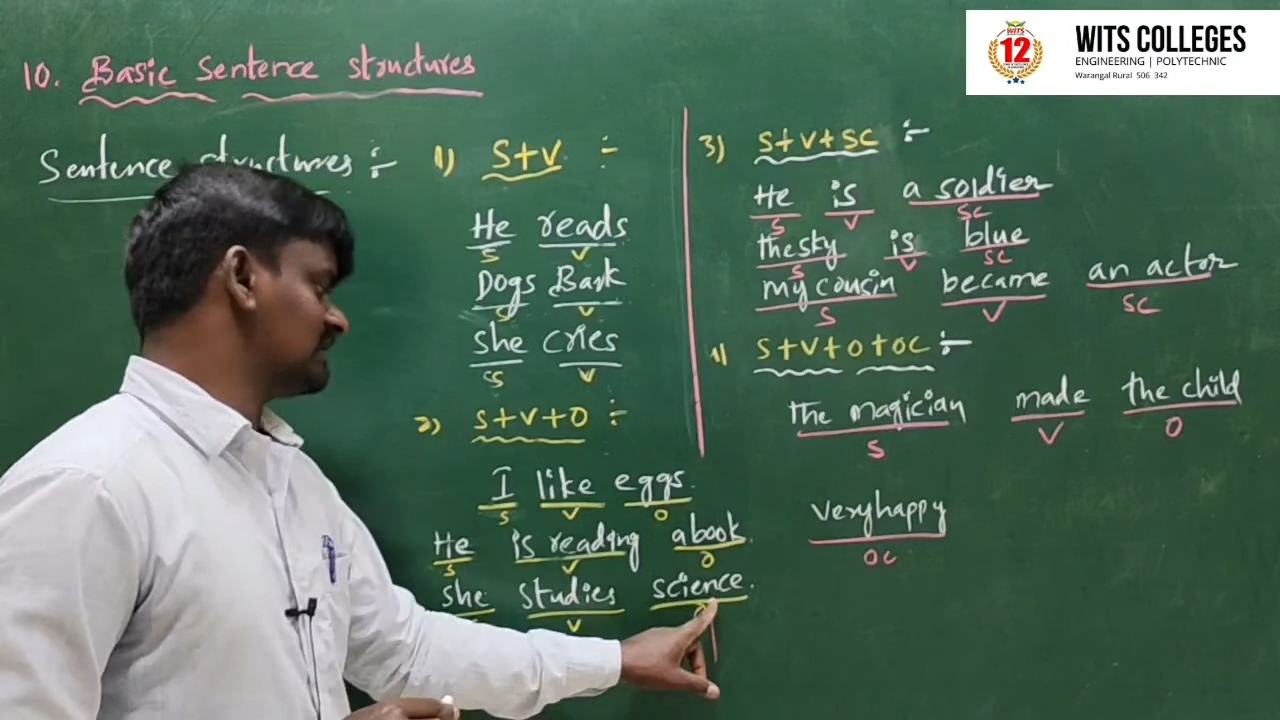 10. Basic sentence structures
Sentence structures :-
1) S+V :-
He reads
S V
Dogs Bark
S V
she cries
S V
2) S+V+O :-
I like eggs.
S V O
He is reading a book.
S V O
she studies science.
V
3) S+V+SC :-
He is a soldier
S V SC
the sky is blue
S V SC
my cousin became an actor
S V SC
4) S+V+O+OC :-
the magician made the child
S V O
very happy
OC
WITS
12
WITS COLLEGES
ENGINEERING | POLYTECHNIC
Warangal Rural 506 342